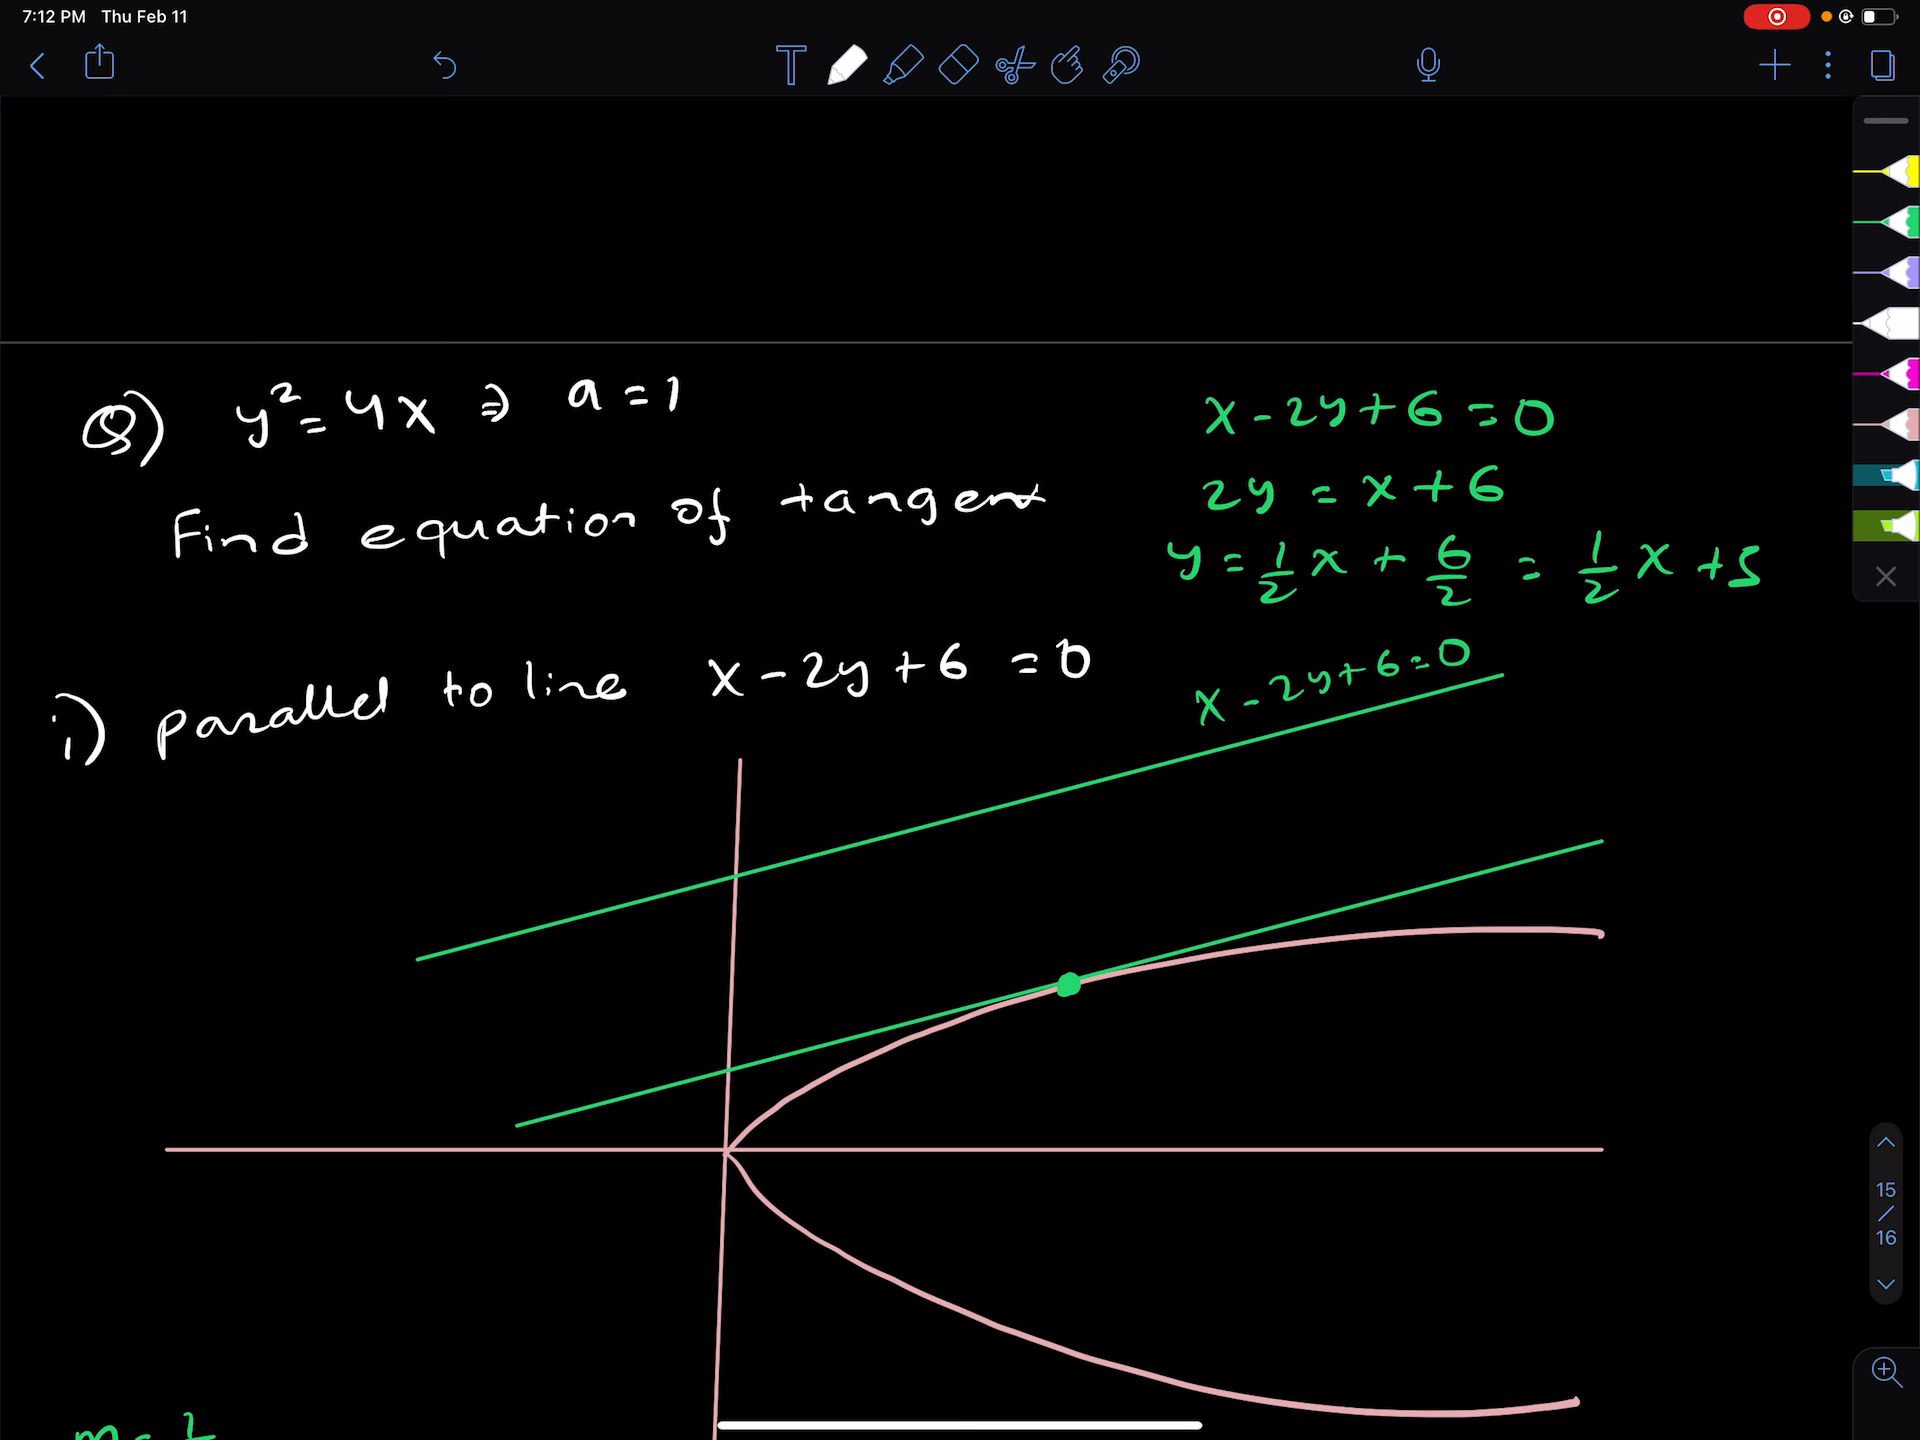 7:12 PM Thu Feb 11
Q) y² = 4x ⇒ a = 1
Find equation of tangent
i) parallel to line x - 2y + 6 = 0
x - 2y + 6 = 0
2y = x + 6
y = 1/2 x + 6/2 = 1/2 x + 3
x - 2y + 6 = 0
15
/
16